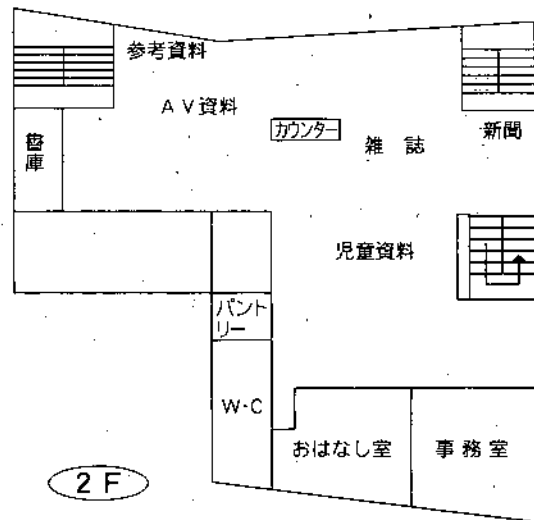 参考資料
AV資料
カウンター
雑誌
新聞
書庫
児童資料
パント
リー
W·C
おはなし室
事務室
2F